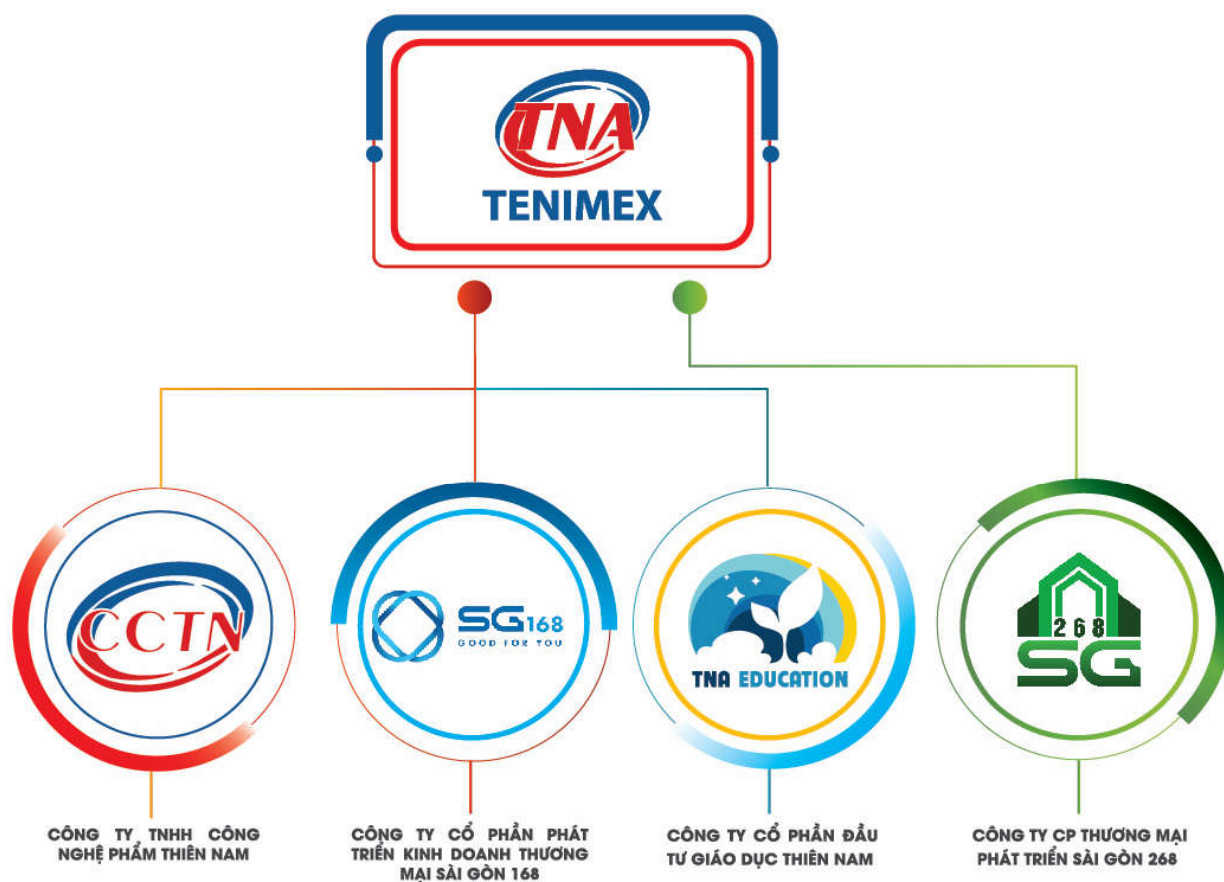 TNA
TENIMEX
CCTN
SG168
GOOD FOR YOU
TNA EDUCATION
268
SG
CÔNG TY TNHH CÔNG
NGHỆ PHẨM THIÊN NAM
CÔNG TY CỔ PHẦN PHÁT
TRIỂN KINH DOANH THƯƠNG
MẠI SÀI GÒN 168
CÔNG TY CỔ PHẦN ĐẦU
TƯ GIÁO DỤC THIÊN NAM
CÔNG TY CP THƯƠNG MẠI
PHÁT TRIỂN SÀI GÒN 268